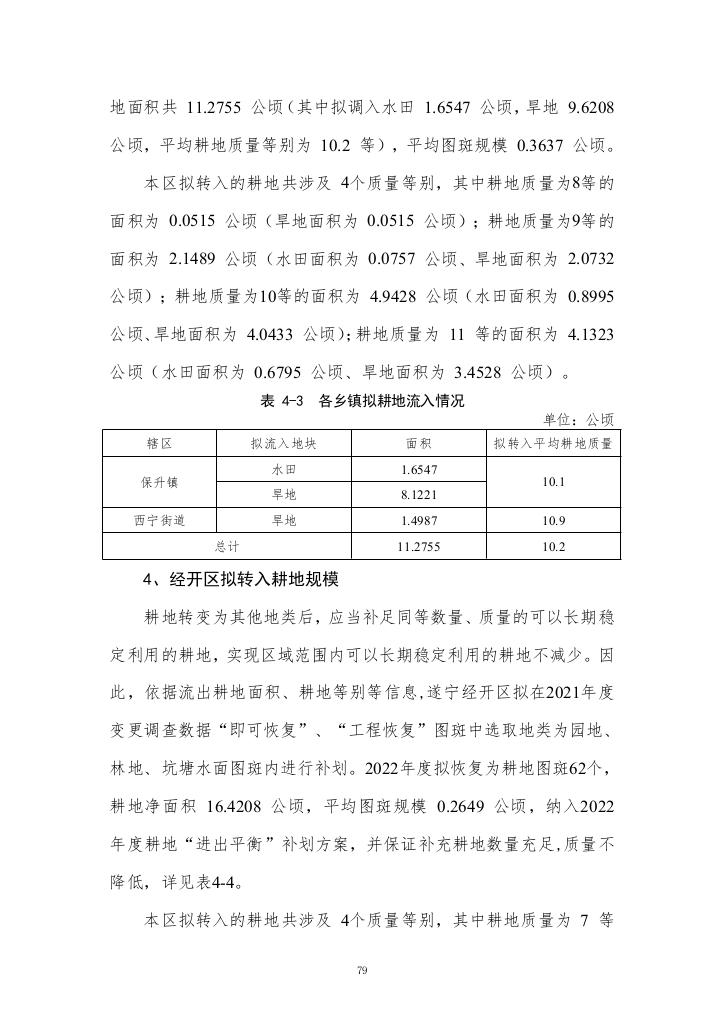 地面积共 11.2755 公顷（其中拟调入水田 1.6547 公顷，旱地 9.6208
公顷，平均耕地质量等别为 10.2 等），平均图斑规模 0.3637 公顷。
本区拟转入的耕地共涉及 4个质量等别，其中耕地质量为8等的
面积为 0.0515 公顷（旱地面积为 0.0515 公顷）；耕地质量为9等的
面积为 2.1489 公顷（水田面积为 0.0757 公顷、旱地面积为 2.0732
公顷）；耕地质量为10等的面积为 4.9428 公顷（水田面积为 0.8995
公顷、旱地面积为 4.0433 公顷）；耕地质量为 11 等的面积为 4.1323
公顷（水田面积为 0.6795 公顷、旱地面积为 3.4528 公顷）。
表 4-3 各乡镇拟耕地流入情况
单位：公顷
辖区 拟流入地块 面积 拟转入平均耕地质量
保升镇 水田 1.6547 10.1
旱地 8.1221
西宁街道 旱地 1.4987 10.9
总计 11.2755 10.2
4、经开区拟转入耕地规模
耕地转变为其他地类后，应当补足同等数量、质量的可以长期稳
定利用的耕地，实现区域范围内可以长期稳定利用的耕地不减少。因
此，依据流出耕地面积、耕地等别等信息,遂宁经开区拟在2021年度
变更调查数据“即可恢复”、“工程恢复”图斑中选取地类为园地、
林地、坑塘水面图斑内进行补划。2022年度拟恢复为耕地图斑62个，
耕地净面积 16.4208 公顷，平均图斑规模 0.2649 公顷，纳入2022
年度耕地“进出平衡”补划方案，并保证补充耕地数量充足,质量不
降低，详见表4-4。
本区拟转入的耕地共涉及 4个质量等别，其中耕地质量为 7 等
79